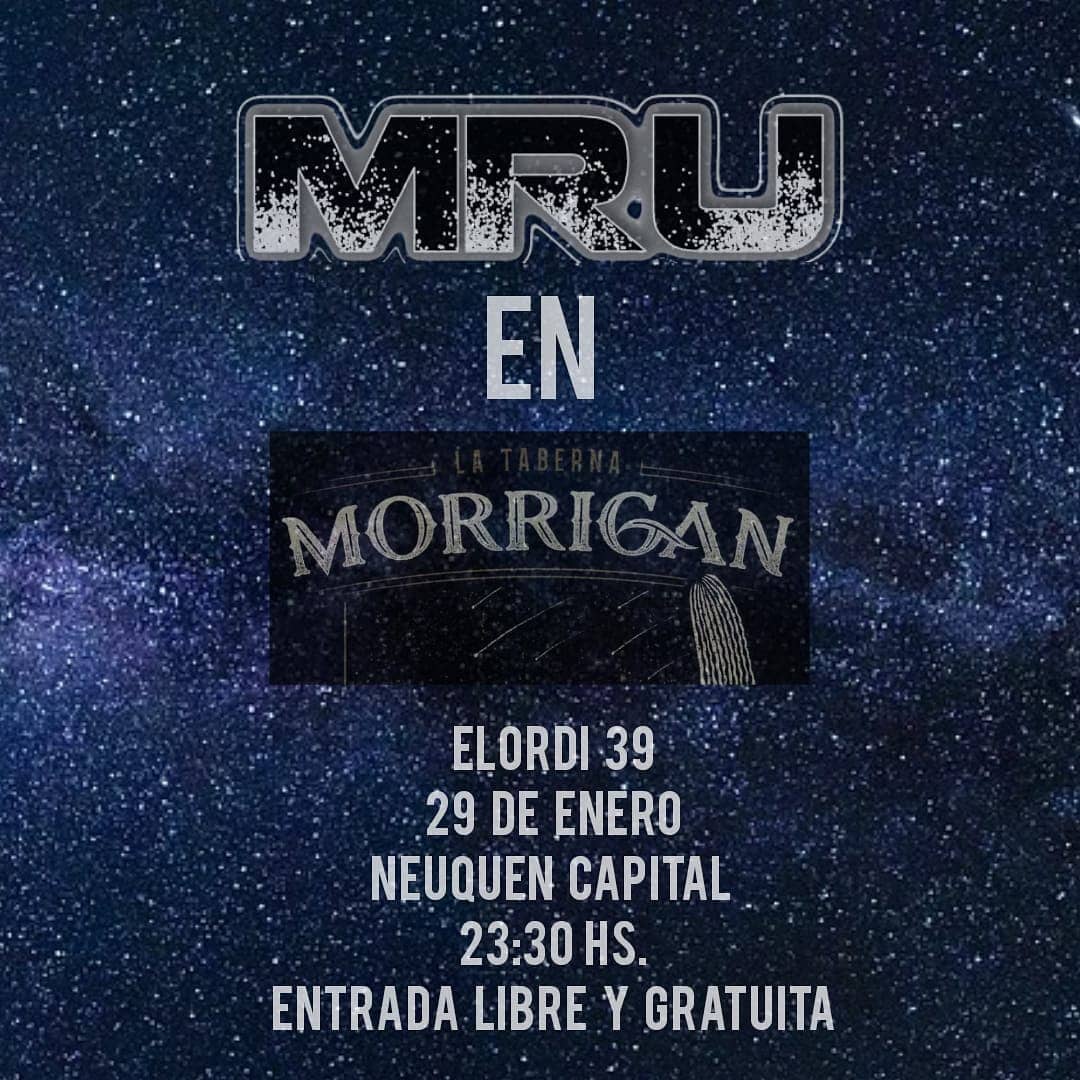 MRU
EN
LA TABERNA
MORRIGAN
ELORDI 39
29 DE ENERO
NEUQUEN CAPITAL
23:30 HS.
ENTRADA LIBRE Y GRATUITA